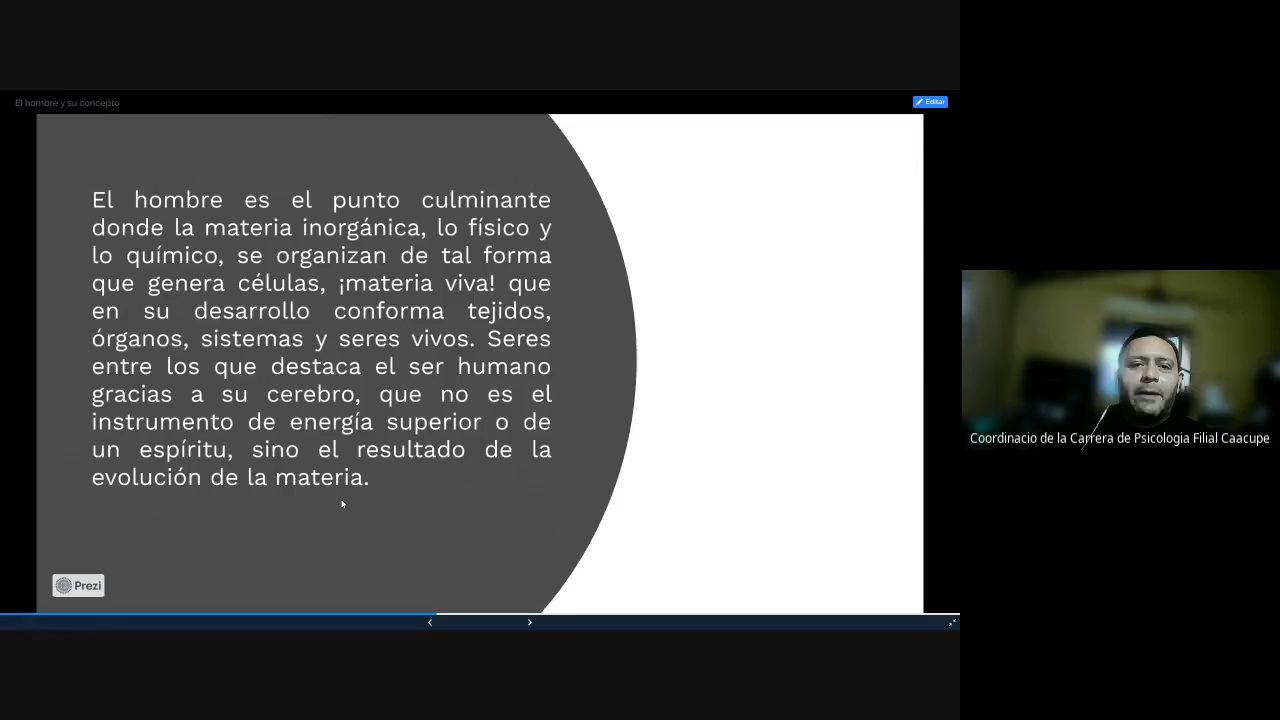 El hombre y su concepto
Editar
El hombre es el punto culminante
donde la materia inorgánica, lo físico y
lo químico, se organizan de tal forma
que genera células, ¡materia viva! que
en su desarrollo conforma tejidos,
órganos, sistemas y seres vivos. Seres
entre los que destaca el ser humano
gracias a su cerebro, que no es el
instrumento de energía superior o de
un espíritu, sino el resultado de la
evolución de la materia.
Prezi
Coordinacio de la Carrera de Psicologia Filial Caacupe